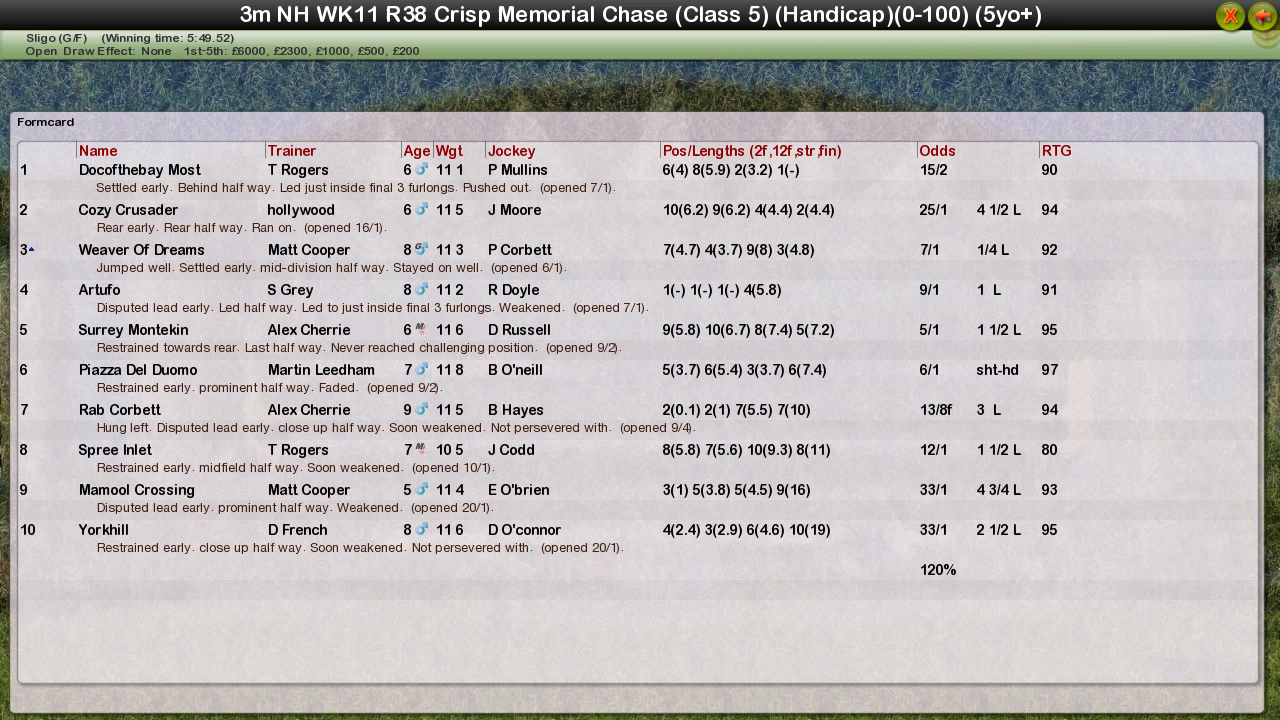 3m NH WK11 R38 Crisp Memorial Chase (Class 5) (Handicap)(0-100) (5yo+)
X
Sligo (G/F) (Winning time: 5:49.52)
Open Draw Effect: None 1st-5th: £6000, £2300, £1000, £500, £200
Formcard
Name Trainer Age Wgt Jockey Pos/Lengths (2f,12f,str,fin) Odds RTG
1 Docofthebay Most T Rogers 6 11 1 P Mullins 6(4) 8(5.9) 2(3.2) 1(-) 15/2 90
Settled early. Behind half way. Led just inside final 3 furlongs. Pushed out. (opened 7/1).
2 Cozy Crusader hollywood 6 11 5 J Moore 10(6.2) 9(6.2) 4(4.4) 2(4.4) 25/1 4 1/2 L 94
Rear early. Rear half way. Ran on. (opened 16/1).
3 Weaver Of Dreams Matt Cooper 8 11 3 P Corbett 7(4.7) 4(3.7) 9(8) 3(4.8) 7/1 1/4 L 92
Jumped well. Settled early. mid-division half way. Stayed on well. (opened 6/1).
4 Artufo S Grey 8 11 2 R Doyle 1(-) 1(-) 1(-) 4(5.8) 9/1 1 L 91
Disputed lead early. Led half way. Led to just inside final 3 furlongs. Weakened. (opened 7/1).
5 Surrey Montekin Alex Cherrie 6 11 6 D Russell 9(5.8) 10(6.7) 8(7.4) 5(7.2) 5/1 1 1/2 L 95
Restrained towards rear. Last half way. Never reached challenging position. (opened 9/2).
6 Piazza Del Duomo Martin Leedham 7 11 8 B O'neill 5(3.7) 6(5.4) 3(3.7) 6(7.4) 6/1 sht-hd 97
Restrained early. prominent half way. Faded. (opened 9/2).
7 Rab Corbett Alex Cherrie 9 11 5 B Hayes 2(0.1) 2(1) 7(5.5) 7(10) 13/8f 3 L 94
Hung left. Disputed lead early. close up half way. Soon weakened. Not persevered with. (opened 9/4).
8 Spree Inlet T Rogers 7 10 5 J Codd 8(5.8) 7(5.6) 10(9.3) 8(11) 12/1 1 1/2 L 80
Restrained early. midfield half way. Soon weakened. (opened 10/1).
9 Mamool Crossing Matt Cooper 5 11 4 E O'brien 3(1) 5(3.8) 5(4.5) 9(16) 33/1 4 3/4 L 93
Disputed lead early. prominent half way. Weakened. (opened 20/1).
10 Yorkhill D French 8 11 6 D O'connor 4(2.4) 3(2.9) 6(4.6) 10(19) 33/1 2 1/2 L 95
Restrained early. close up half way. Soon weakened. Not persevered with. (opened 20/1).
120%